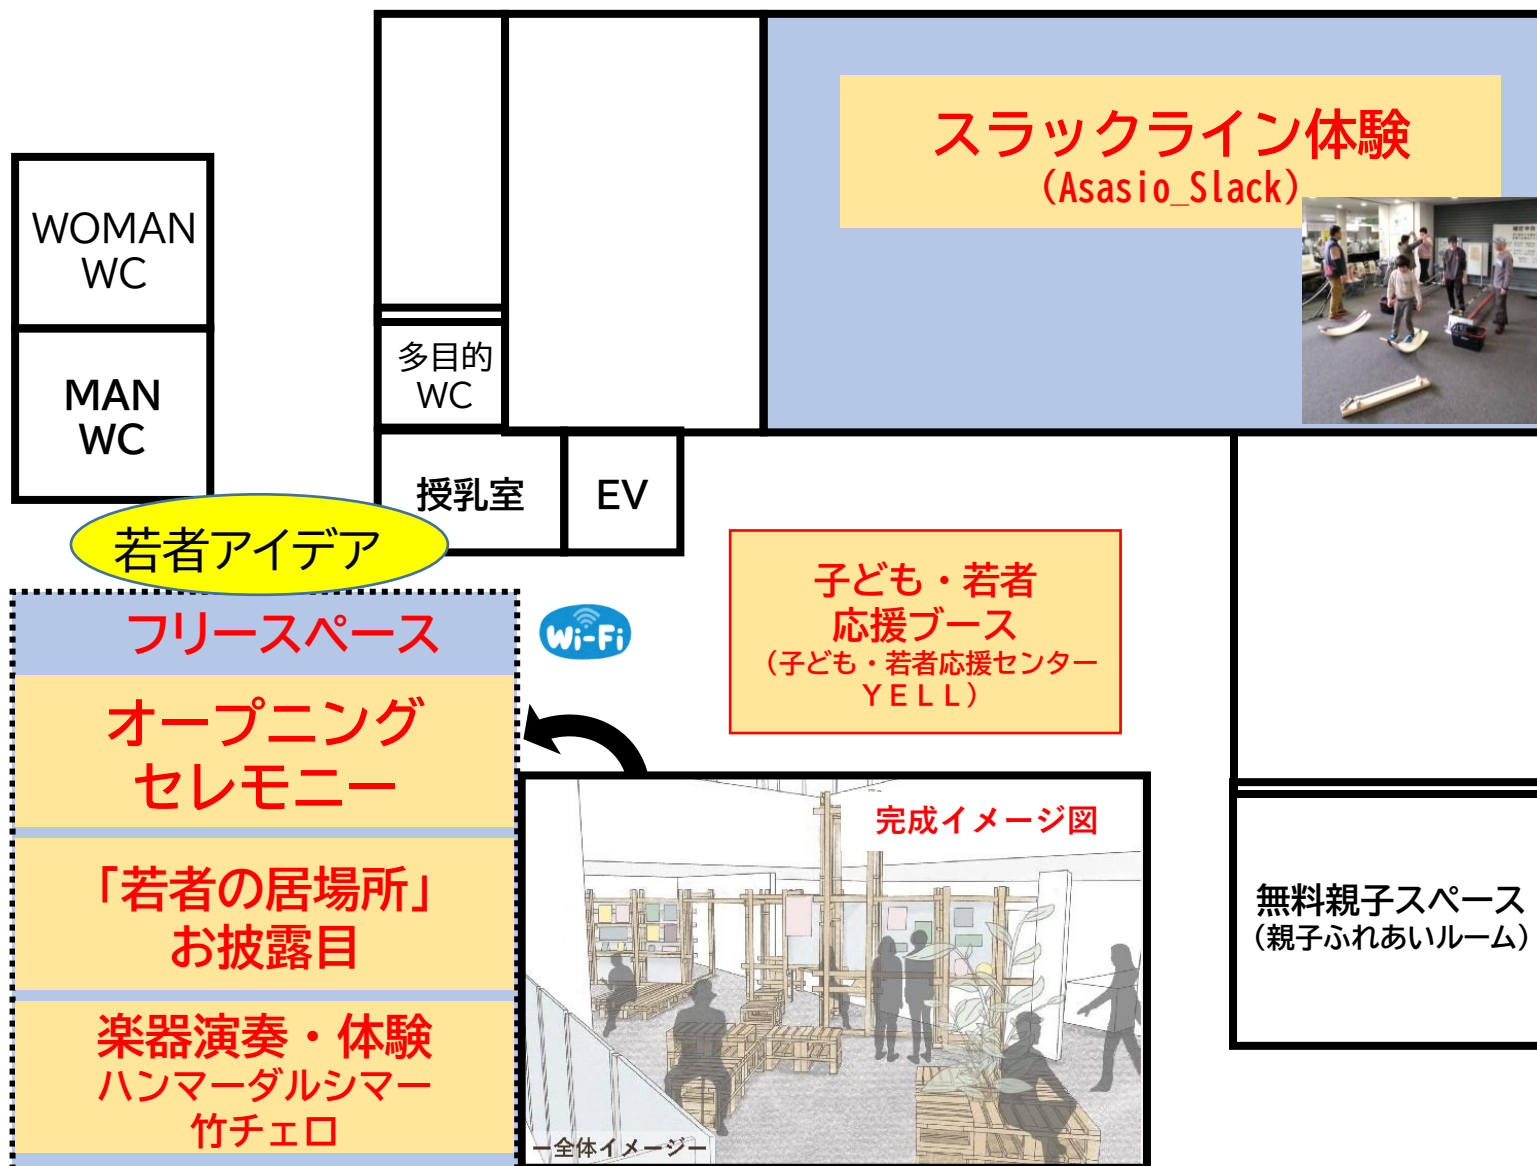 スラックライン体験
(Asasio_Slack)
WOMAN
WC
MAN
WC
多目的
WC
授乳室
EV
若者アイデア
フリースペース
オープニング
セレモニー
「若者の居場所」
お披露目
楽器演奏・体験
ハンマーダルシマー
竹チェロ
Wi-Fi
子ども・若者
応援ブース
（子ども・若者応援センター
ＹＥＬＬ）
完成イメージ図
ー全体イメージー
無料親子スペース
（親子ふれあいルーム）